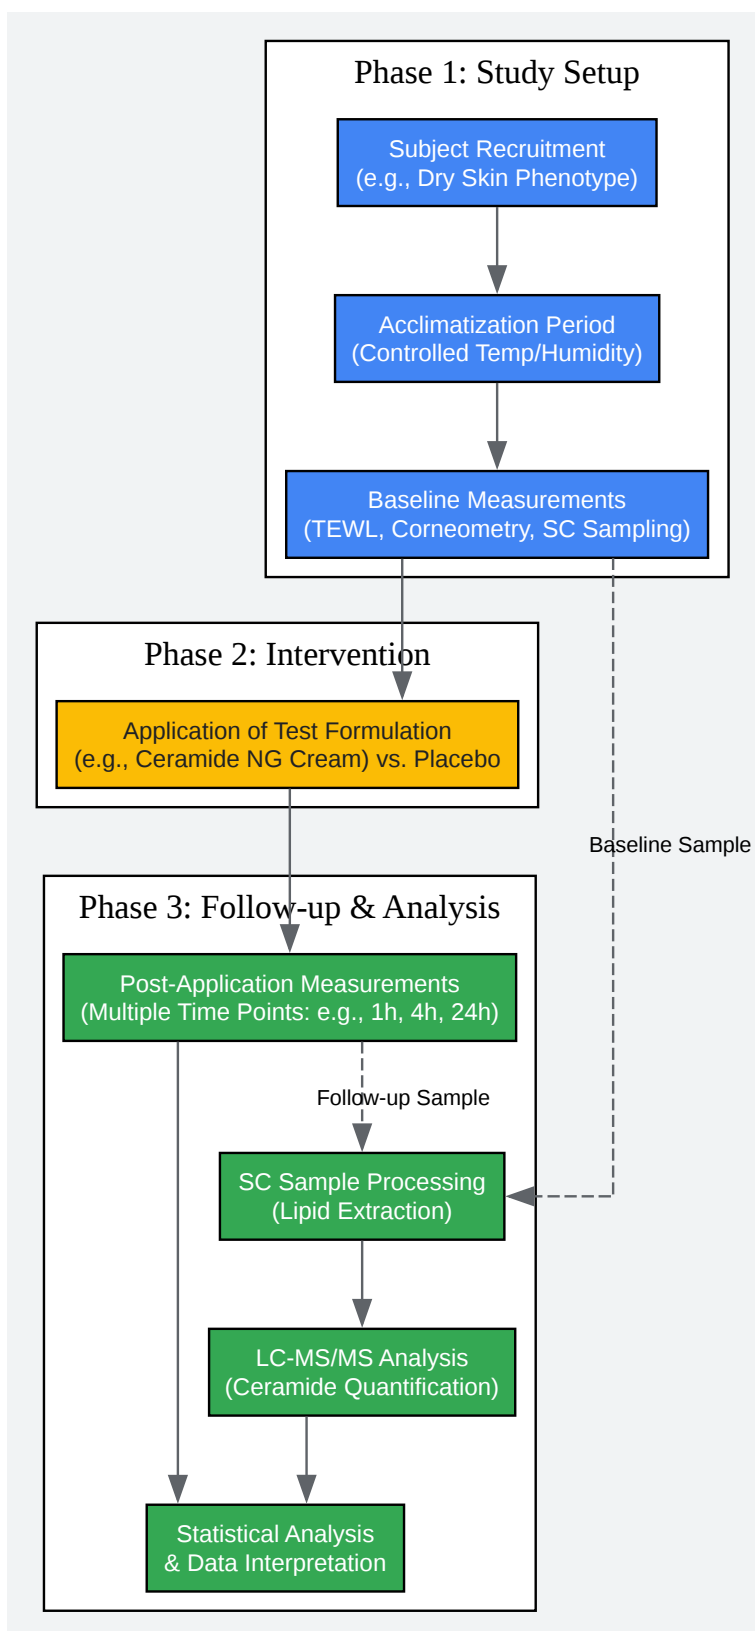 Phase 1: Study Setup
Subject Recruitment
(e.g., Dry Skin Phenotype)
Acclimatization Period
(Controlled Temp/Humidity)
Baseline Measurements
(TEWL, Corneometry, SC Sampling)
Phase 2: Intervention
Application of Test Formulation
(e.g., Ceramide NG Cream) vs. Placebo
Baseline Sample
Phase 3: Follow-up & Analysis
Post-Application Measurements
(Multiple Time Points: e.g., 1h, 4h, 24h)
Follow-up Sample
SC Sample Processing
(Lipid Extraction)
LC-MS/MS Analysis
(Ceramide Quantification)
Statistical Analysis
& Data Interpretation